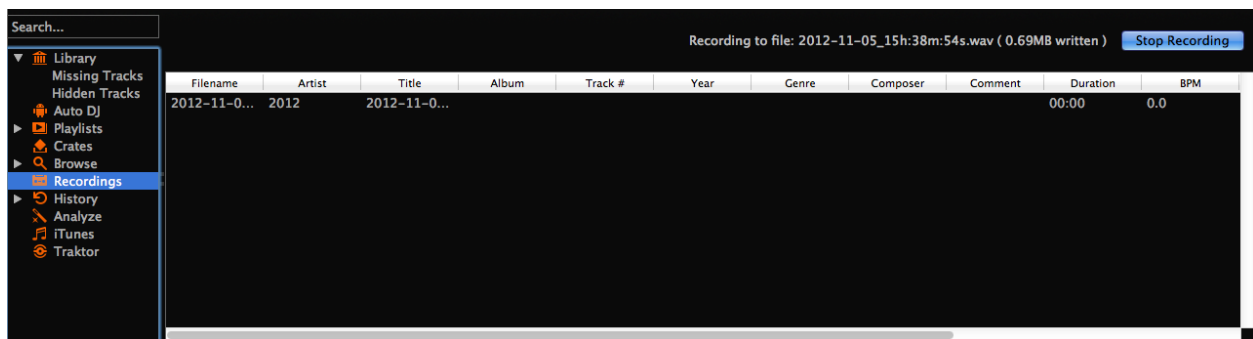 Search...
Recording to file: 2012-11-05_15h:38m:54s.wav ( 0.69MB written ) Stop Recording
Library
Missing Tracks
Hidden Tracks
Auto DJ
Playlists
Crates
Browse
Recordings
History
Analyze
iTunes
Traktor
Filename Artist Title Album Track # Year Genre Composer Comment Duration BPM
2012-11-0... 2012 2012-11-0... 00:00 0.0